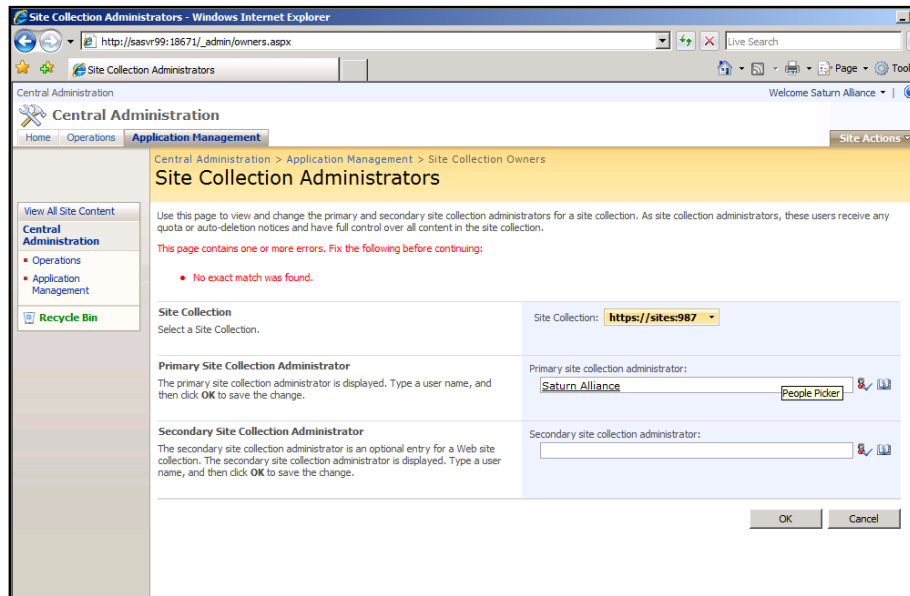 Site Collection Administrators - Windows Internet Explorer
http://sasvr99:18671/_admin/owners.aspx
Live Search
Site Collection Administrators
Page
Central Administration
Welcome Saturn Alliance
Central Administration
Home Operations Application Management
Site Actions
Central Administration > Application Management > Site Collection Owners
Site Collection Administrators
View All Site Content
Central
Administration
Operations
Application
Management
Recycle Bin
Use this page to view and change the primary and secondary site collection administrators for a site collection. As site collection administrators, these users receive any
quota or auto-deletion notices and have full control over all content in the site collection.
This page contains one or more errors. Fix the following before continuing:
No exact match was found.
Site Collection
Select a Site Collection.
Site Collection: https://sites:987
Primary Site Collection Administrator
The primary site collection administrator is displayed. Type a user name, and
then click OK to save the change.
Primary site collection administrator:
Saturn Alliance
People Picker
Secondary Site Collection Administrator
The secondary site collection administrator is an optional entry for a Web site
collection. The secondary site collection administrator is displayed. Type a user
name, and then click OK to save the change.
Secondary site collection administrator:
OK Cancel